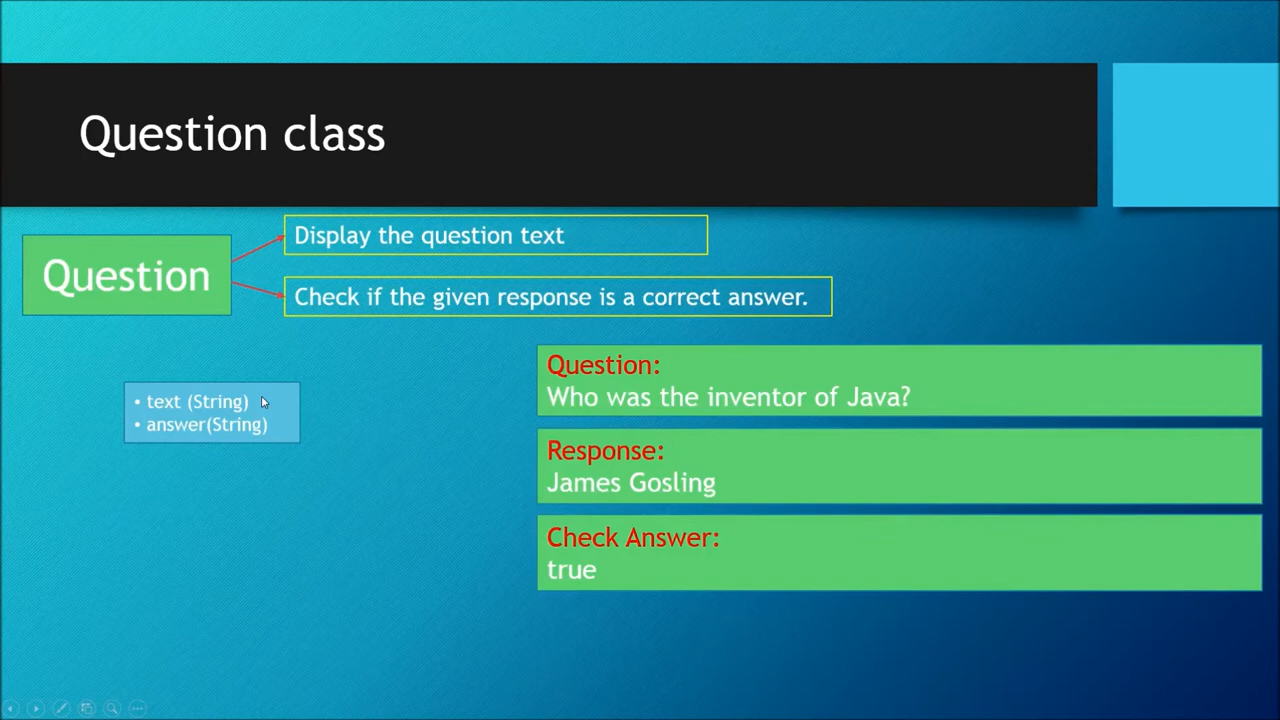 Question class
Question
Display the question text
Check if the given response is a correct answer.
• text (String)
• answer(String)
Question:
Who was the inventor of Java?
Response:
James Gosling
Check Answer:
true